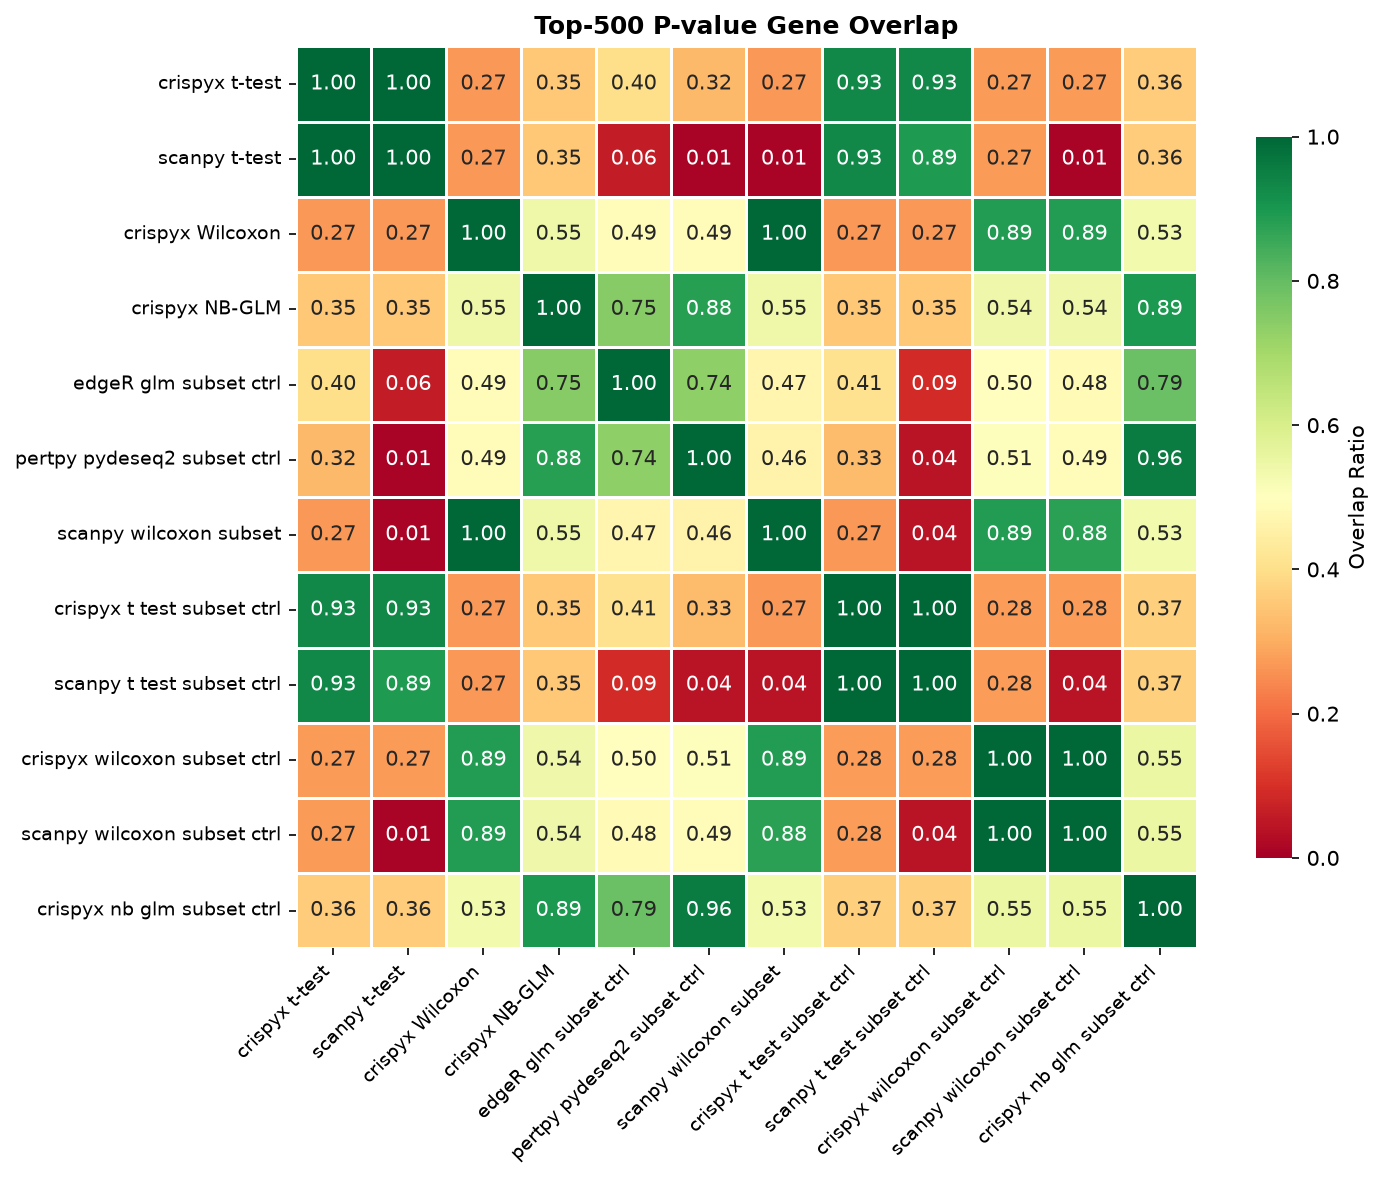 Top-500 P-value Gene Overlap
crispyx t-test 1.00 1.00 0.27 0.35 0.40 0.32 0.27 0.93 0.93 0.27 0.27 0.36
scanpy t-test 1.00 1.00 0.27 0.35 0.06 0.01 0.01 0.93 0.89 0.27 0.01 0.36
crispyx Wilcoxon 0.27 0.27 1.00 0.55 0.49 0.49 1.00 0.27 0.27 0.89 0.89 0.53
crispyx NB-GLM 0.35 0.35 0.55 1.00 0.75 0.88 0.55 0.35 0.35 0.54 0.54 0.89
edgeR glm subset ctrl 0.40 0.06 0.49 0.75 1.00 0.74 0.47 0.41 0.09 0.50 0.48 0.79
pertpy pydeseq2 subset ctrl 0.32 0.01 0.49 0.88 0.74 1.00 0.46 0.33 0.04 0.51 0.49 0.96
scanpy wilcoxon subset 0.27 0.01 1.00 0.55 0.47 0.46 1.00 0.27 0.04 0.89 0.88 0.53
crispyx t test subset ctrl 0.93 0.93 0.27 0.35 0.41 0.33 0.27 1.00 1.00 0.28 0.28 0.37
scanpy t test subset ctrl 0.93 0.89 0.27 0.35 0.09 0.04 0.04 1.00 1.00 0.28 0.04 0.37
crispyx wilcoxon subset ctrl 0.27 0.27 0.89 0.54 0.50 0.51 0.89 0.28 0.28 1.00 1.00 0.55
scanpy wilcoxon subset ctrl 0.27 0.01 0.89 0.54 0.48 0.49 0.88 0.28 0.04 1.00 1.00 0.55
crispyx nb glm subset ctrl 0.36 0.36 0.53 0.89 0.79 0.96 0.53 0.37 0.37 0.55 0.55 1.00
crispyx t-test
scanpy t-test
crispyx Wilcoxon
crispyx NB-GLM
edgeR glm subset ctrl
pertpy pydeseq2 subset ctrl
scanpy wilcoxon subset
crispyx t test subset ctrl
scanpy t test subset ctrl
crispyx wilcoxon subset ctrl
scanpy wilcoxon subset ctrl
crispyx nb glm subset ctrl
1.0
0.8
0.6
0.4
0.2
0.0
Overlap Ratio